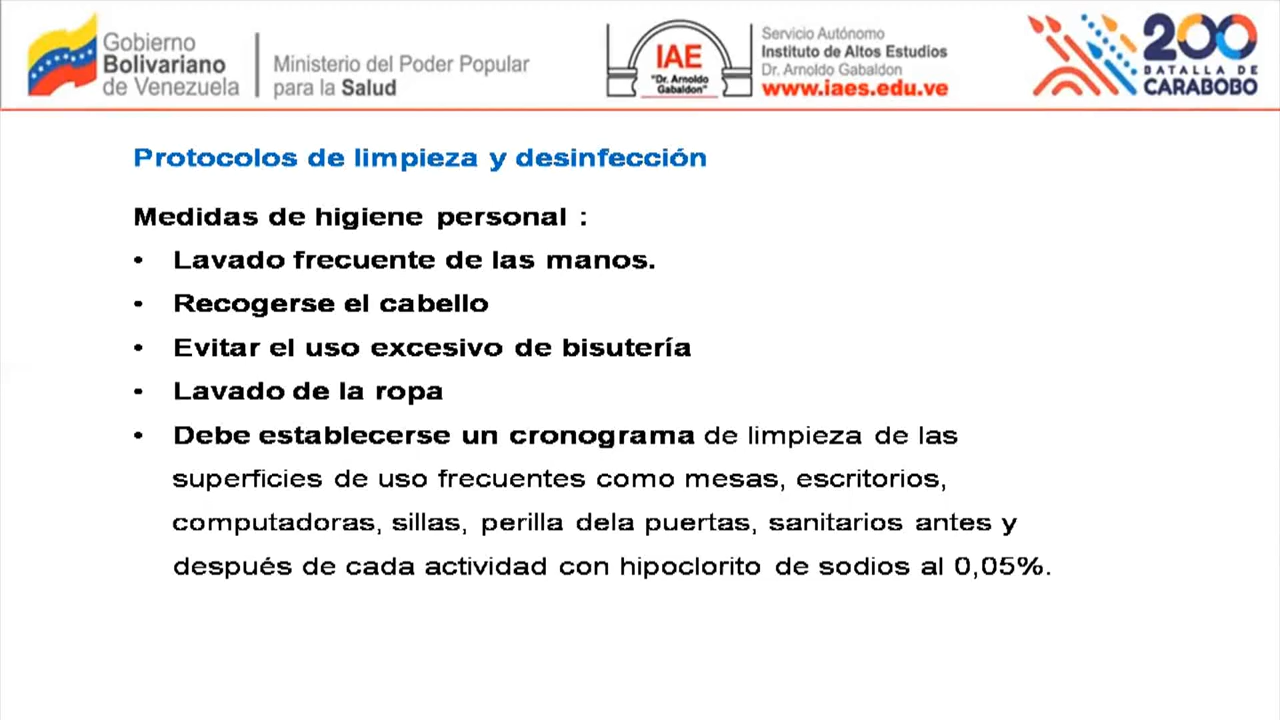 Gobierno
Bolivariano
de Venezuela
Ministerio del Poder Popular
para la Salud
IAE
"Dr. Arnoldo
Gabaldon"
Servicio Autónomo
Instituto de Altos Estudios
Dr. Arnoldo Gabaldon
www.iaes.edu.ve
200
BATALLA DE
CARABOBO
Protocolos de limpieza y desinfección
Medidas de higiene personal :
• Lavado frecuente de las manos.
• Recogerse el cabello
• Evitar el uso excesivo de bisutería
• Lavado de la ropa
• Debe establecerse un cronograma de limpieza de las
superficies de uso frecuentes como mesas, escritorios,
computadoras, sillas, perilla dela puertas, sanitarios antes y
después de cada actividad con hipoclorito de sodios al 0,05%.